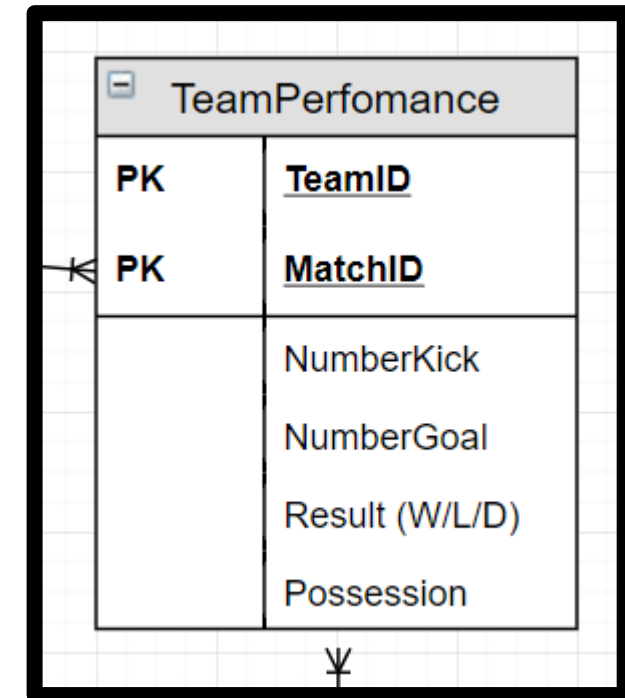 TeamPerfomance
PK TeamID
PK MatchID
NumberKick
NumberGoal
Result (W/L/D)
Possession